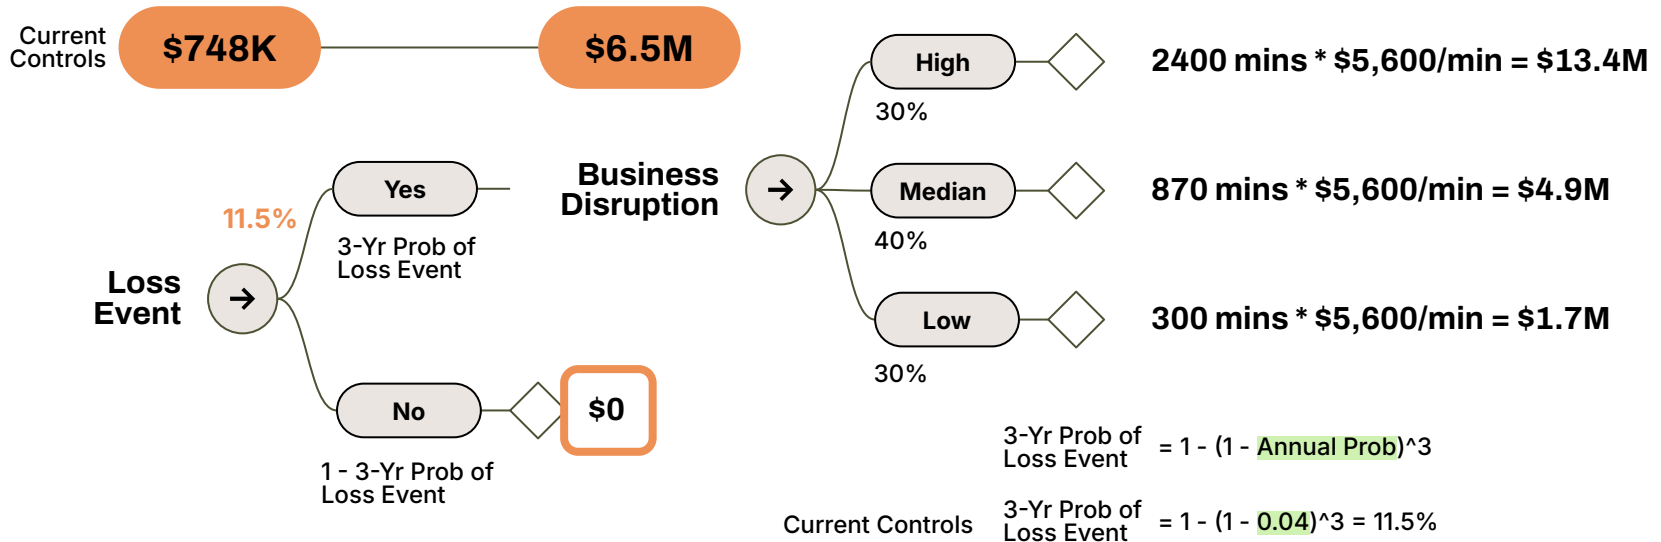 Current
Controls
$748K
$6.5M
High
30%
2400 mins * $5,600/min = $13.4M
Business
Disruption
Median
40%
870 mins * $5,600/min = $4.9M
Low
30%
300 mins * $5,600/min = $1.7M
Loss
Event
11.5%
Yes
3-Yr Prob of
Loss Event
No
1 - 3-Yr Prob of
Loss Event
$0
3-Yr Prob of
Loss Event
= 1 - (1 - Annual Prob)^3
Current Controls
3-Yr Prob of
Loss Event
= 1 - (1 - 0.04)^3 = 11.5%